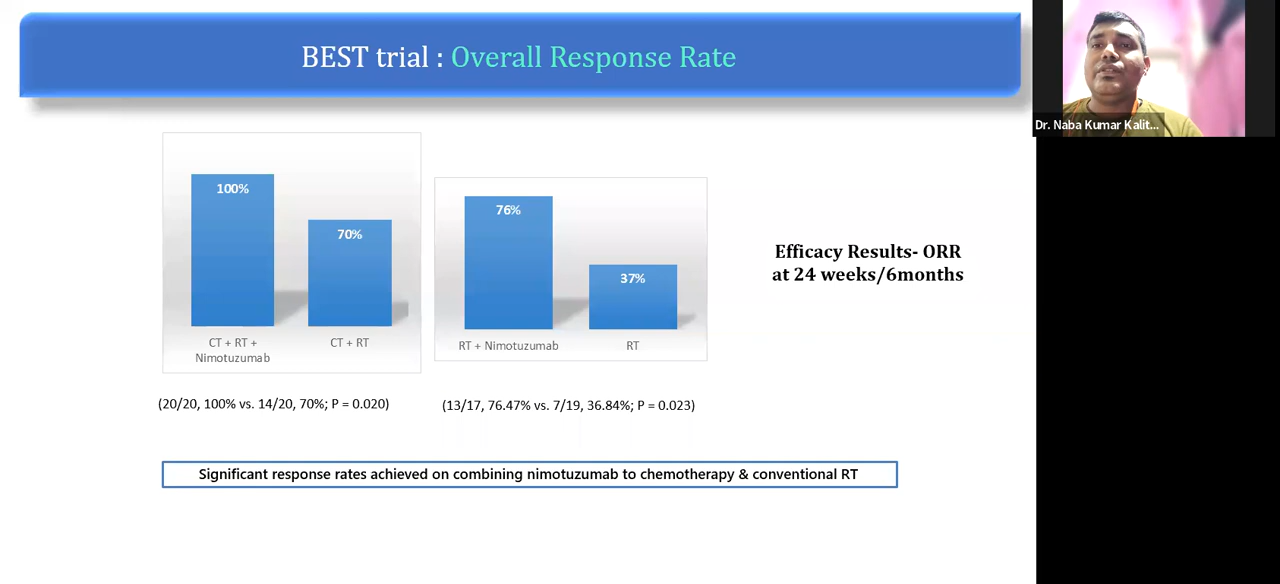 BEST trial : Overall Response Rate
Dr. Naba Kumar Kalit...
100%
70%
CT + RT +
Nimotuzumab
CT + RT
76%
37%
RT + Nimotuzumab
RT
Efficacy Results- ORR
at 24 weeks/6months
(20/20, 100% vs. 14/20, 70%; P = 0.020)
(13/17, 76.47% vs. 7/19, 36.84%; P = 0.023)
Significant response rates achieved on combining nimotuzumab to chemotherapy & conventional RT